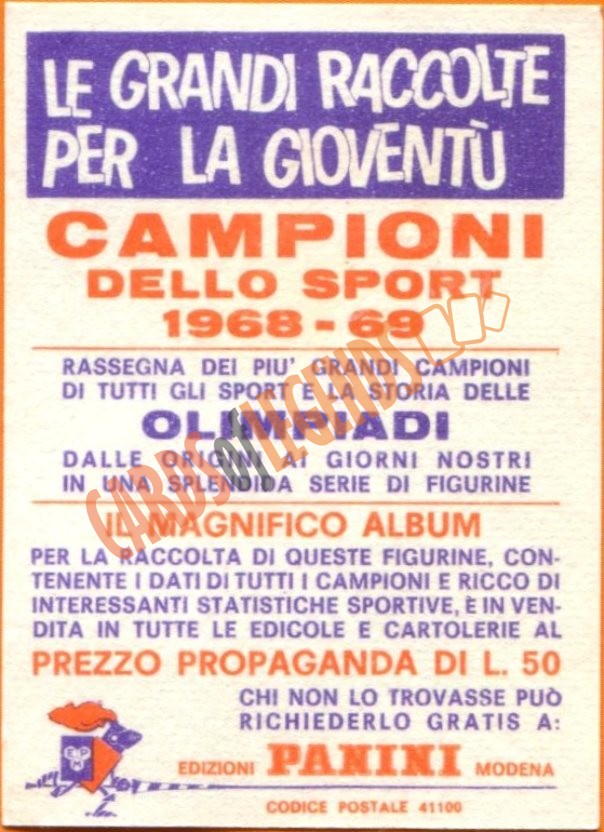 LE GRANDI RACCOLTE
PER LA GIOVENTÙ
CAMPIONI
DELLO SPORT
1968-69
RASSEGNA DEI PIU' GRANDI CAMPIONI
DI TUTTI GLI SPORT E LA STORIA DELLE
OLIMPIADI
DALLE ORIGINI AI GIORNI NOSTRI
IN UNA SPLENDIDA SERIE DI FIGURINE
CARDS OF LEGENDS
IL MAGNIFICO ALBUM
PER LA RACCOLTA DI QUESTE FIGURINE, CON-
TENENTE I DATI DI TUTTI I CAMPIONI E RICCO DI
INTERESSANTI STATISTICHE SPORTIVE, È IN VEN-
DITA IN TUTTE LE EDICOLE E CARTOLERIE AL
PREZZO PROPAGANDA DI L. 50
CHI NON LO TROVASSE PUÒ
RICHIEDERLO GRATIS A:
EPM
EDIZIONI PANINI MODENA
CODICE POSTALE 41100